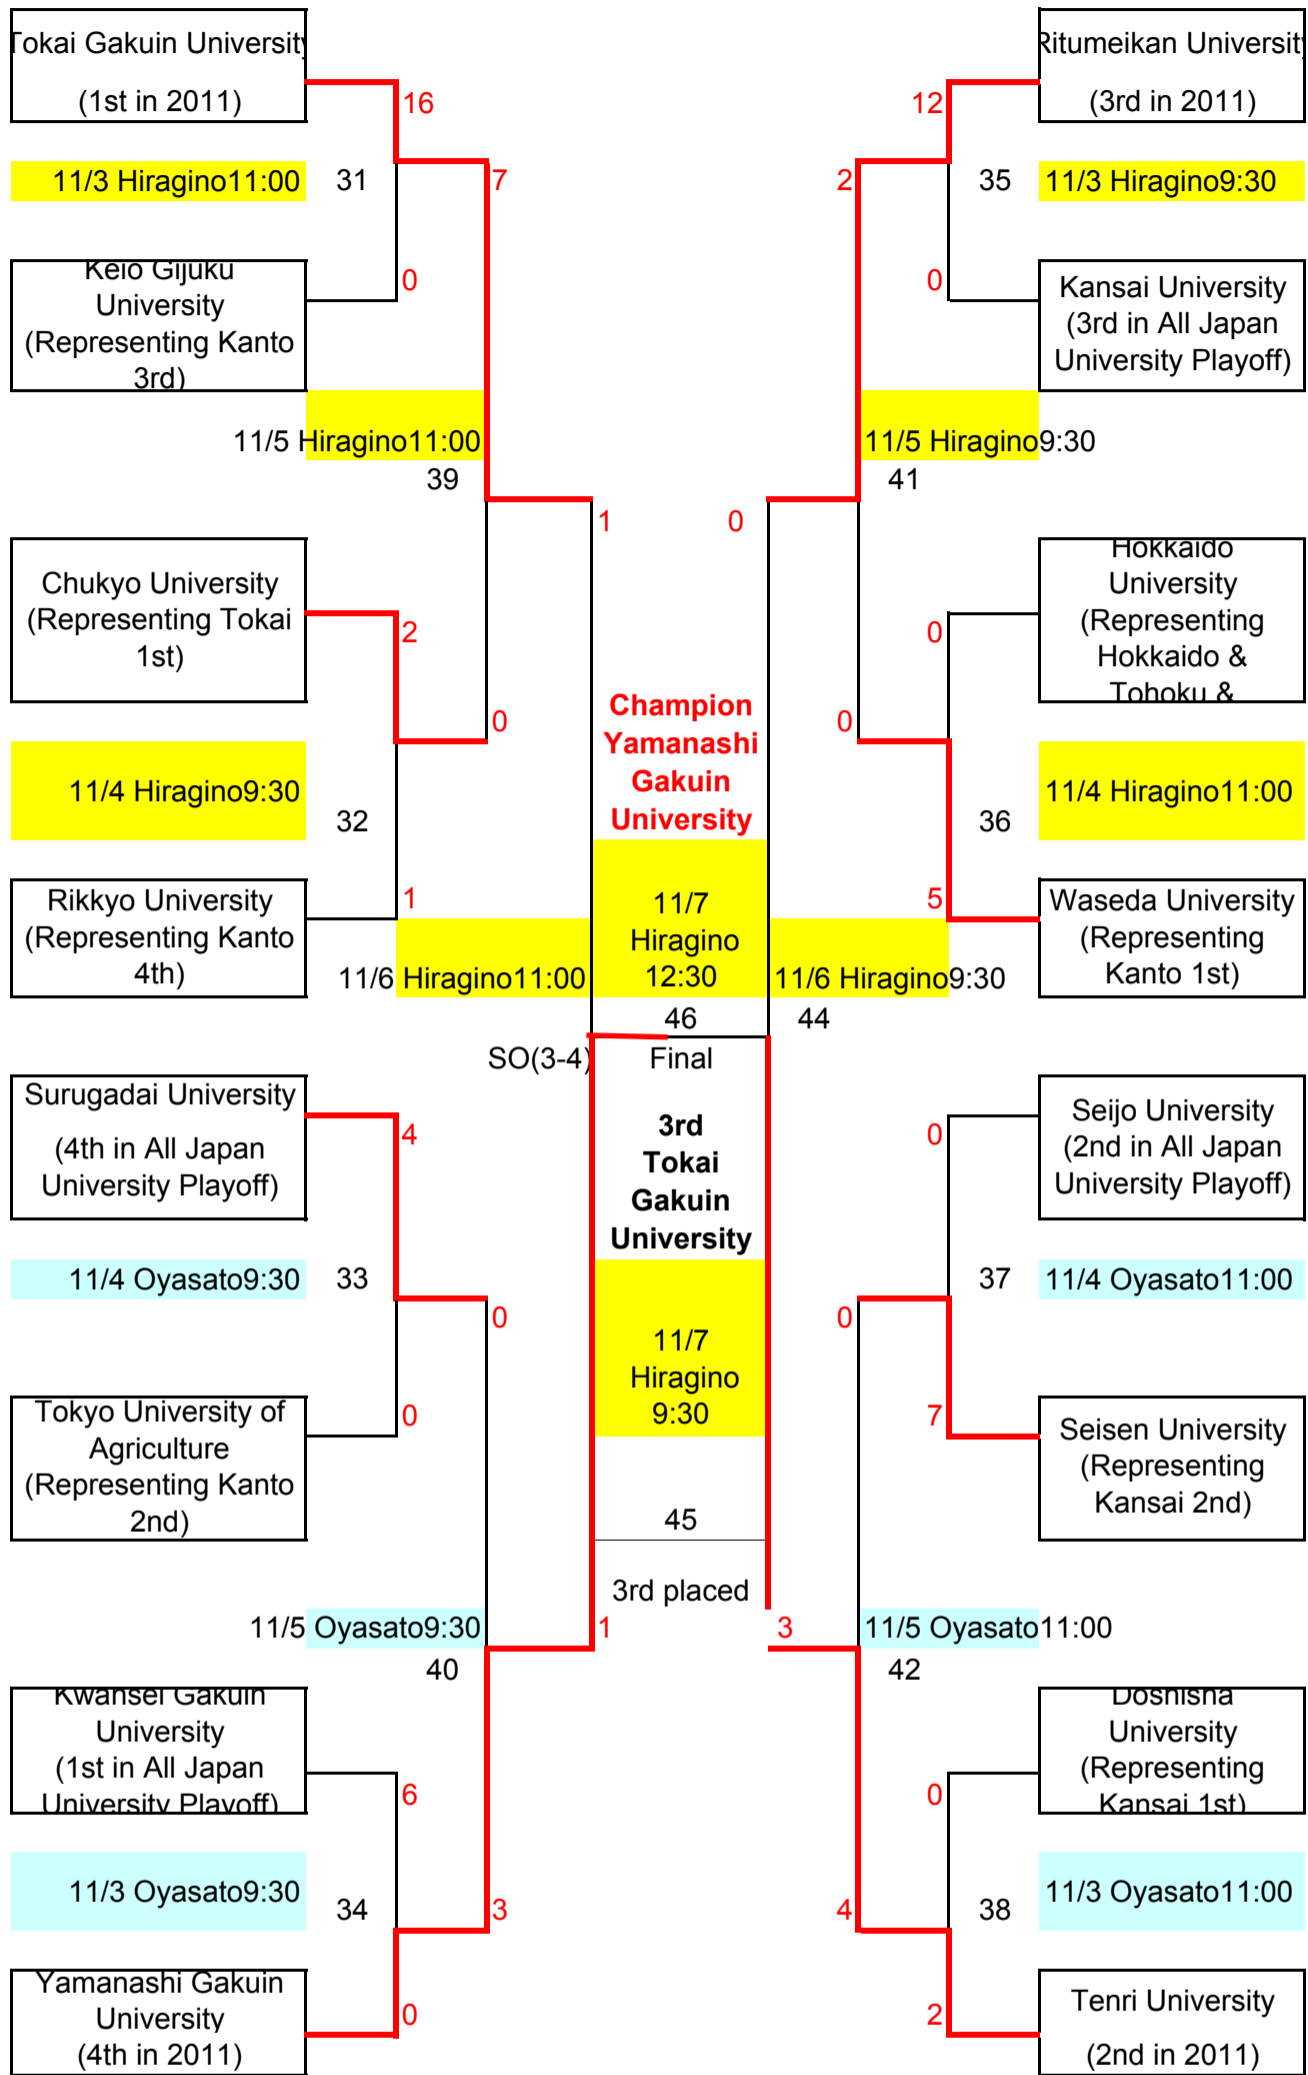 Tokai Gakuin University
(1st in 2011)
16
11/3 Hiragino11:00
31
7
0
Keio Gijuku
University
(Representing Kanto
3rd)
11/5 Hiragino11:00
39
1
Chukyo University
(Representing Tokai
1st)
2
0
11/4 Hiragino9:30
32
1
Rikkyo University
(Representing Kanto
4th)
11/6 Hiragino11:00
SO(3-4)
Surugadai University
(4th in All Japan
University Playoff)
4
11/4 Oyasato9:30
33
0
0
Tokyo University of
Agriculture
(Representing Kanto
2nd)
11/5 Oyasato9:30
40
1
Kwansei Gakuin
University
(1st in All Japan
University Playoff)
6
11/3 Oyasato9:30
34
3
0
Yamanashi Gakuin
University
(4th in 2011)
Champion
Yamanashi
Gakuin
University
11/7
Hiragino
12:30
46
Final
3rd
Tokai
Gakuin
University
11/7
Hiragino
9:30
45
3rd placed
Ritumeikan University
(3rd in 2011)
12
2
35
11/3 Hiragino9:30
0
Kansai University
(3rd in All Japan
University Playoff)
11/5 Hiragino9:30
41
0
Hokkaido
University
(Representing
Hokkaido &
Tohoku &
0
0
36
11/4 Hiragino11:00
5
Waseda University
(Representing
Kanto 1st)
11/6 Hiragino9:30
44
Seijo University
(2nd in All Japan
University Playoff)
0
37
11/4 Oyasato11:00
0
7
Seisen University
(Representing
Kansai 2nd)
3
11/5 Oyasato11:00
42
Doshisha
University
(Representing
Kansai 1st)
0
4
38
11/3 Oyasato11:00
2
Tenri University
(2nd in 2011)